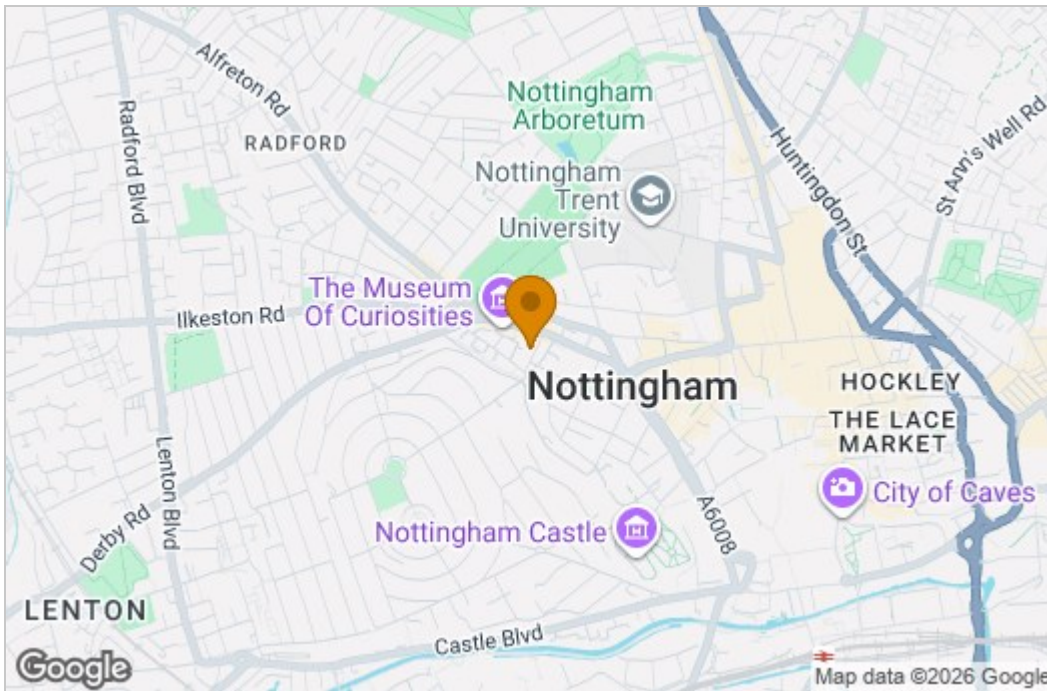 Alfreton Rd
Nottingham
Arboretum
RADFORD
Radford Blvd
Huntingdon St
St Ann's Well Rd
Nottingham
Trent
University
The Museum
Of Curiosities
Ilkeston Rd
Nottingham
HOCKLEY
THE LACE
MARKET
Lenton Blvd
City of Caves
A6008
Derby Rd
Nottingham Castle
LENTON
Castle Blvd
Google
Map data ©2026 Google